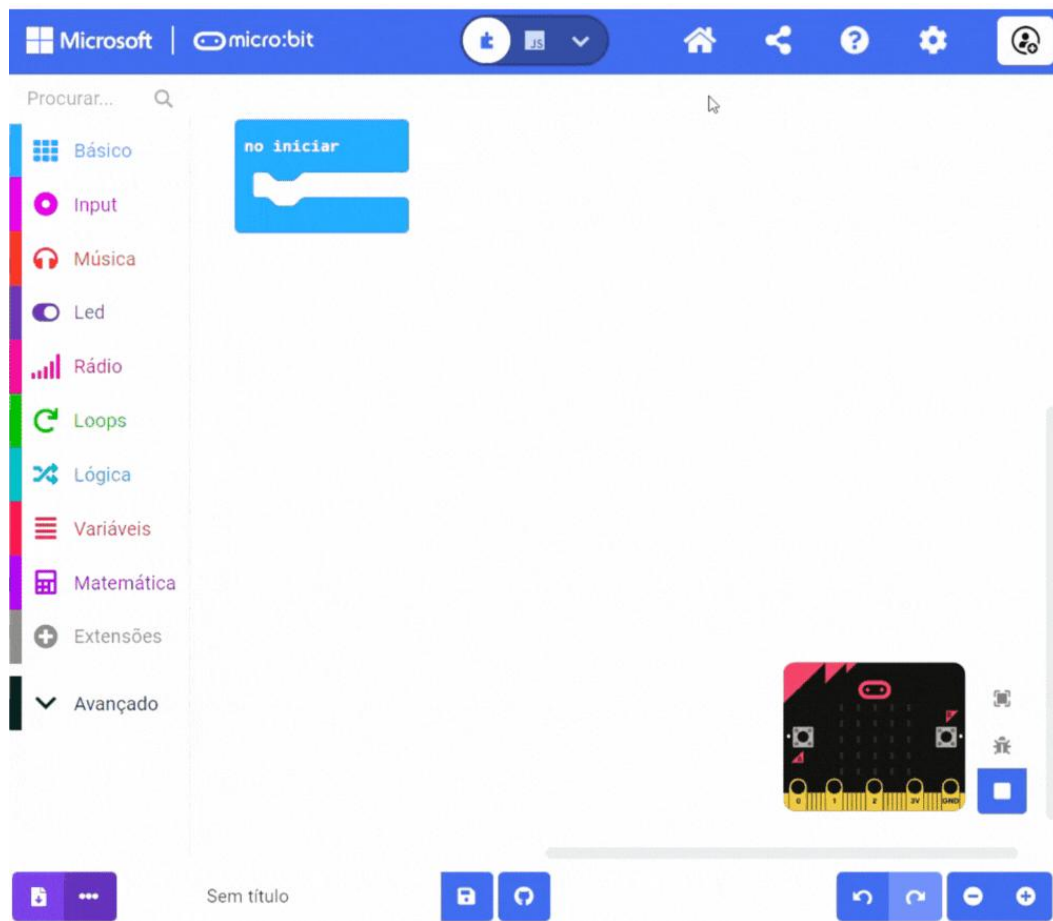 Microsoft | micro:bit
JS
Procurar...
no iniciar
Básico
Input
Música
Led
Rádio
Loops
Lógica
Variáveis
Matemática
Extensões
Avançado
0 1 2 3V GND
Sem título